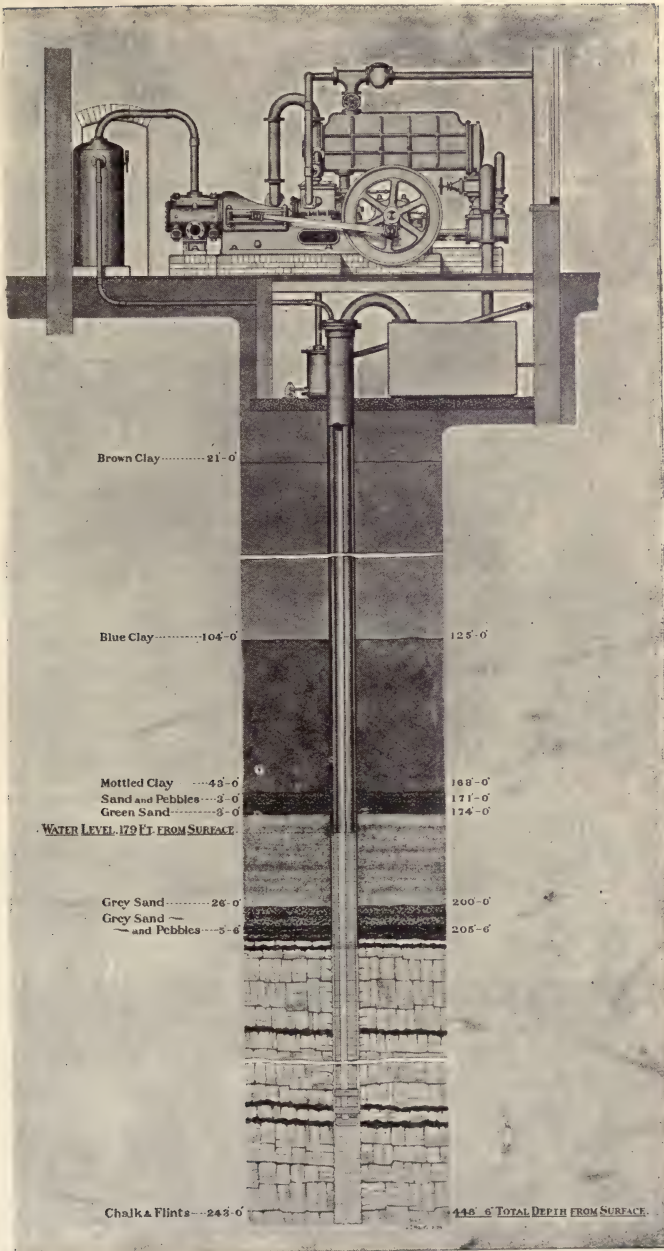 Brown Clay 21'-0"
Blue Clay 104'-0" 125'-0"
Mottled Clay 43'-0" 168'-0"
Sand and Pebbles 3'-0" 171'-0"
Green Sand 3'-0" 174'-0"
WATER LEVEL. 179 FT. FROM SURFACE.
Grey Sand 26'-0" 200'-0"
Grey Sand
and Pebbles 5'-6" 205'-6"
Chalk & Flints 243'-0" 448'-6" TOTAL DEPTH FROM SURFACE.